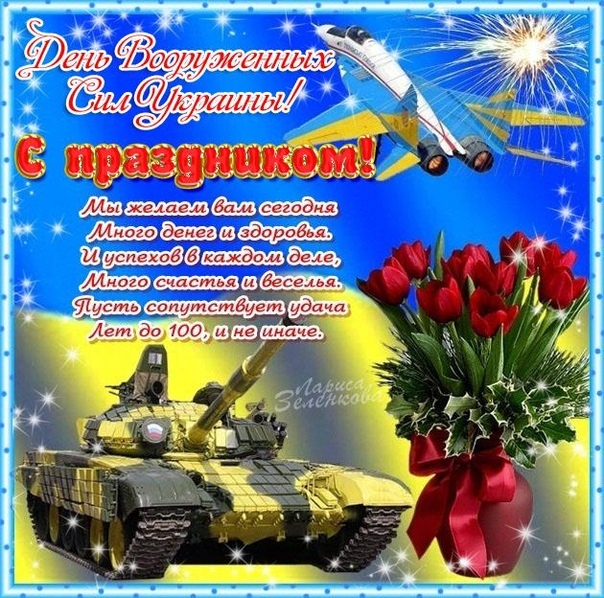 День Вооруженных
Сил Украины!
С праздником!
Мы желаем вам сегодня
Много денег и здоровья.
И успехов в каждом деле,
Много счастья и веселья.
Пусть сопутствует удача
Лет до 100, и не иначе.
Лариса
Зеленкова